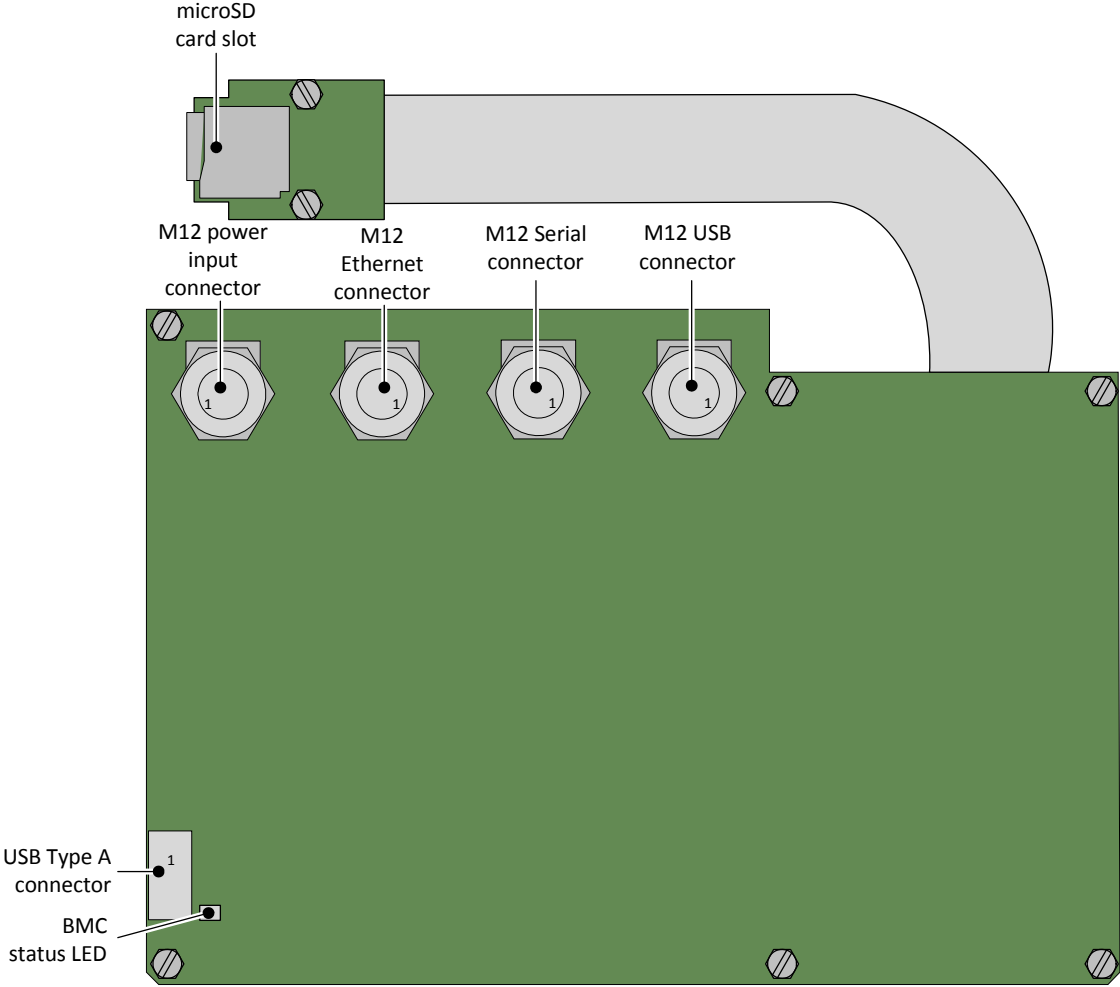 microSD
card slot
M12 power
input
connector
M12
Ethernet
connector
M12 Serial
connector
M12 USB
connector
1
1
1
1
USB Type A
connector
1
BMC
status LED